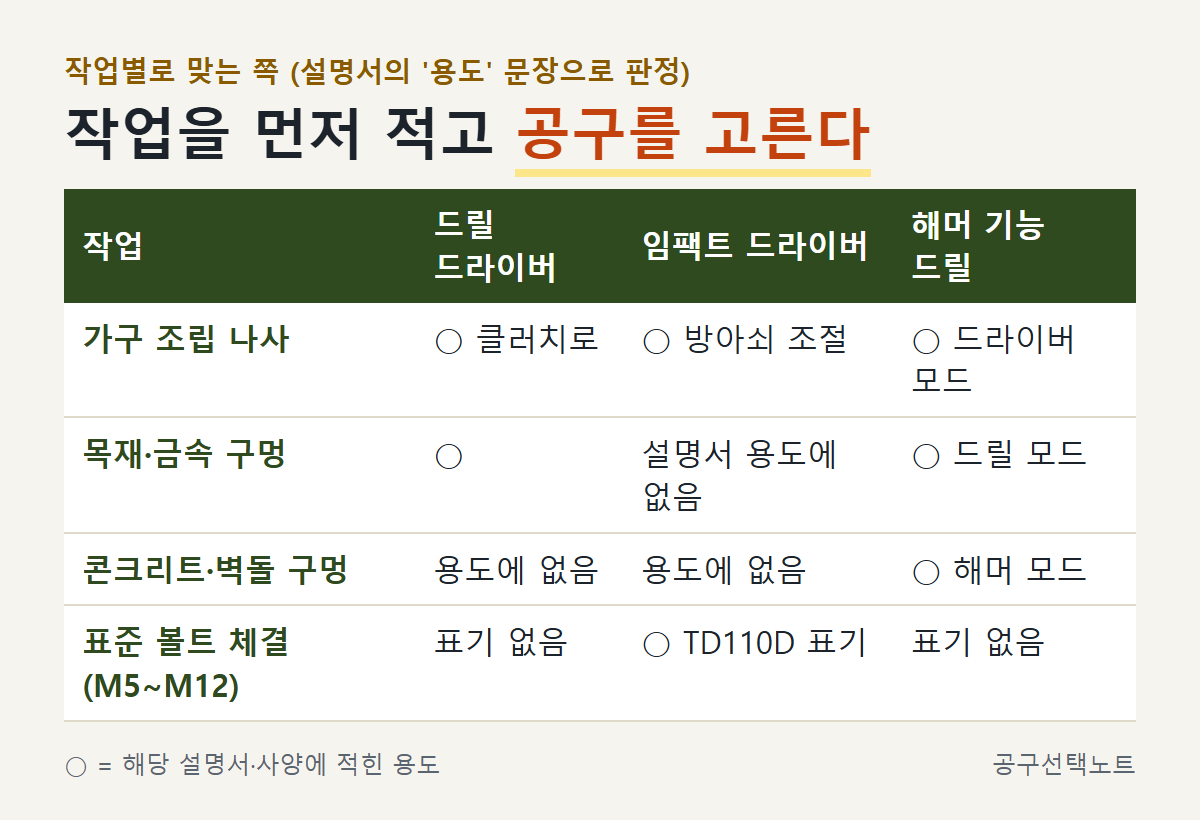 작업별로 맞는 쪽 (설명서의 '용도' 문장으로 판정)
작업을 먼저 적고 공구를 고른다
작업
드릴
드라이버
임팩트 드라이버
해머 기능
드릴
가구 조립 나사
○ 클러치로
○ 방아쇠 조절
○ 드라이버
모드
목재·금속 구멍
○
설명서 용도에
없음
○ 드릴 모드
콘크리트·벽돌 구멍
용도에 없음
용도에 없음
○ 해머 모드
표준 볼트 체결
(M5~M12)
표기 없음
○ TD110D 표기
표기 없음
○ = 해당 설명서·사양에 적힌 용도
공구선택노트